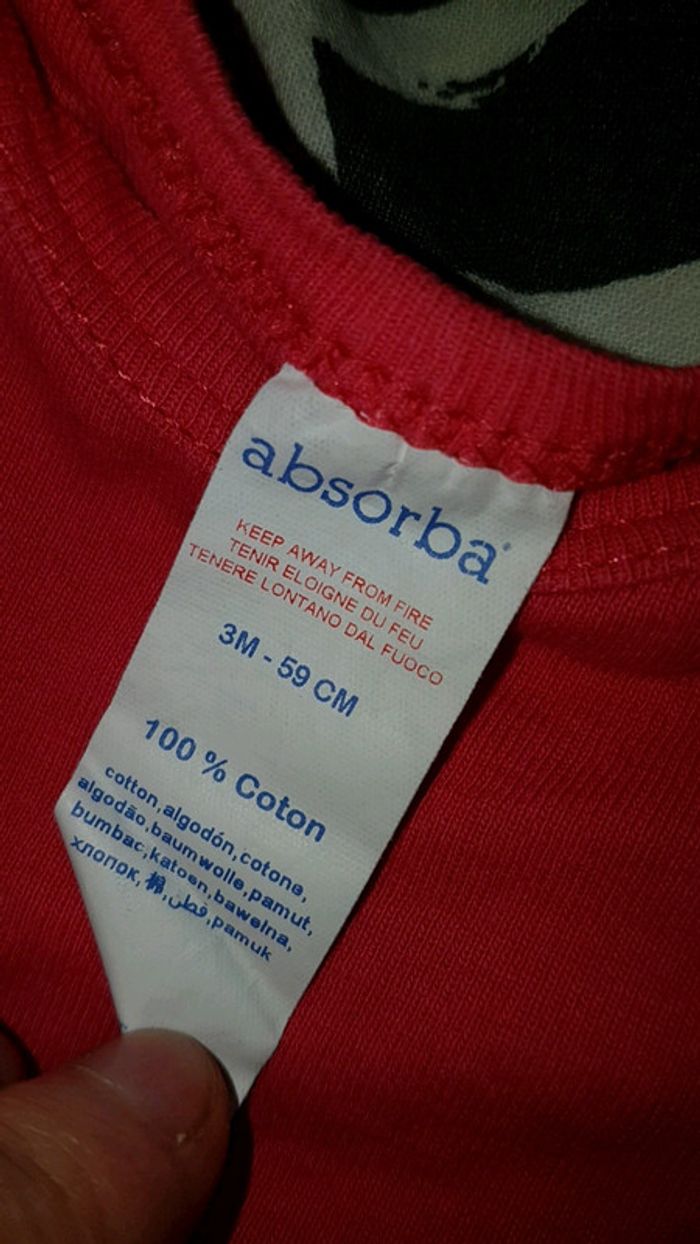 absorba
KEEP AWAY FROM FIRE
TENIR ELOIGNE DU FEU
TENERE LONTANO DAL FUOCO
3M - 59 CM
100 % Coton
cotton,algodón,cotone,
algodão,baumwolle,pamut,
bumbac,katoen,bawelna,
хлопок,棉,قطن,pamuk